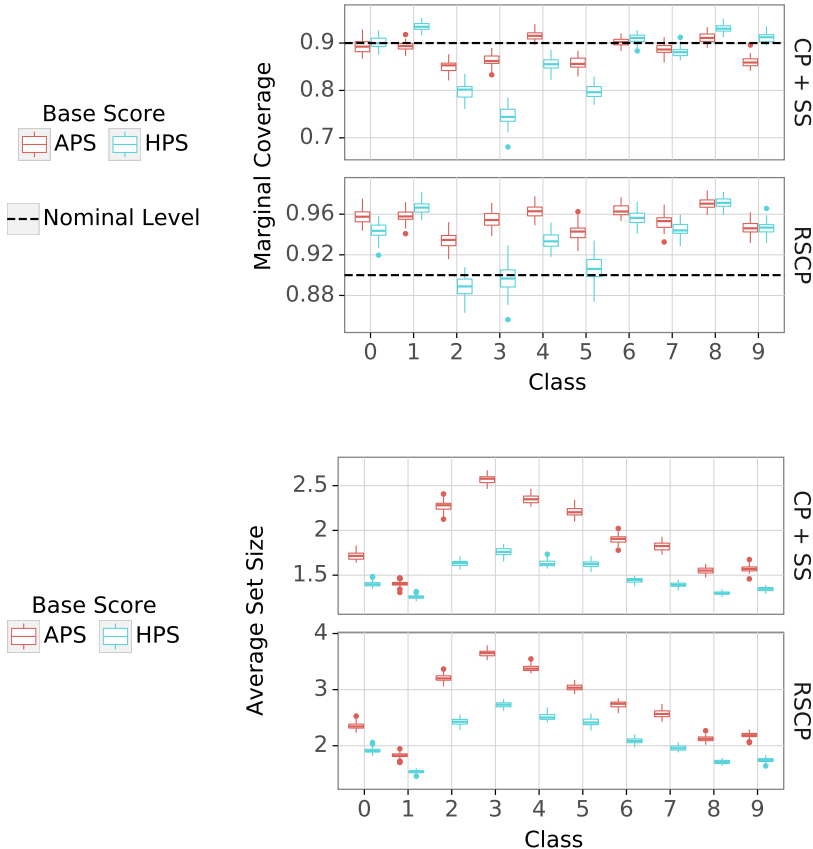 Base Score
APS HPS
Nominal Level
Marginal Coverage
0.9
0.8
0.7
CP + SS
0.96
0.92
0.88
RSCP
0 1 2 3 4 5 6 7 8 9
Class
Base Score
APS HPS
Average Set Size
2.5
2
1.5
CP + SS
4
3
2
RSCP
0 1 2 3 4 5 6 7 8 9
Class